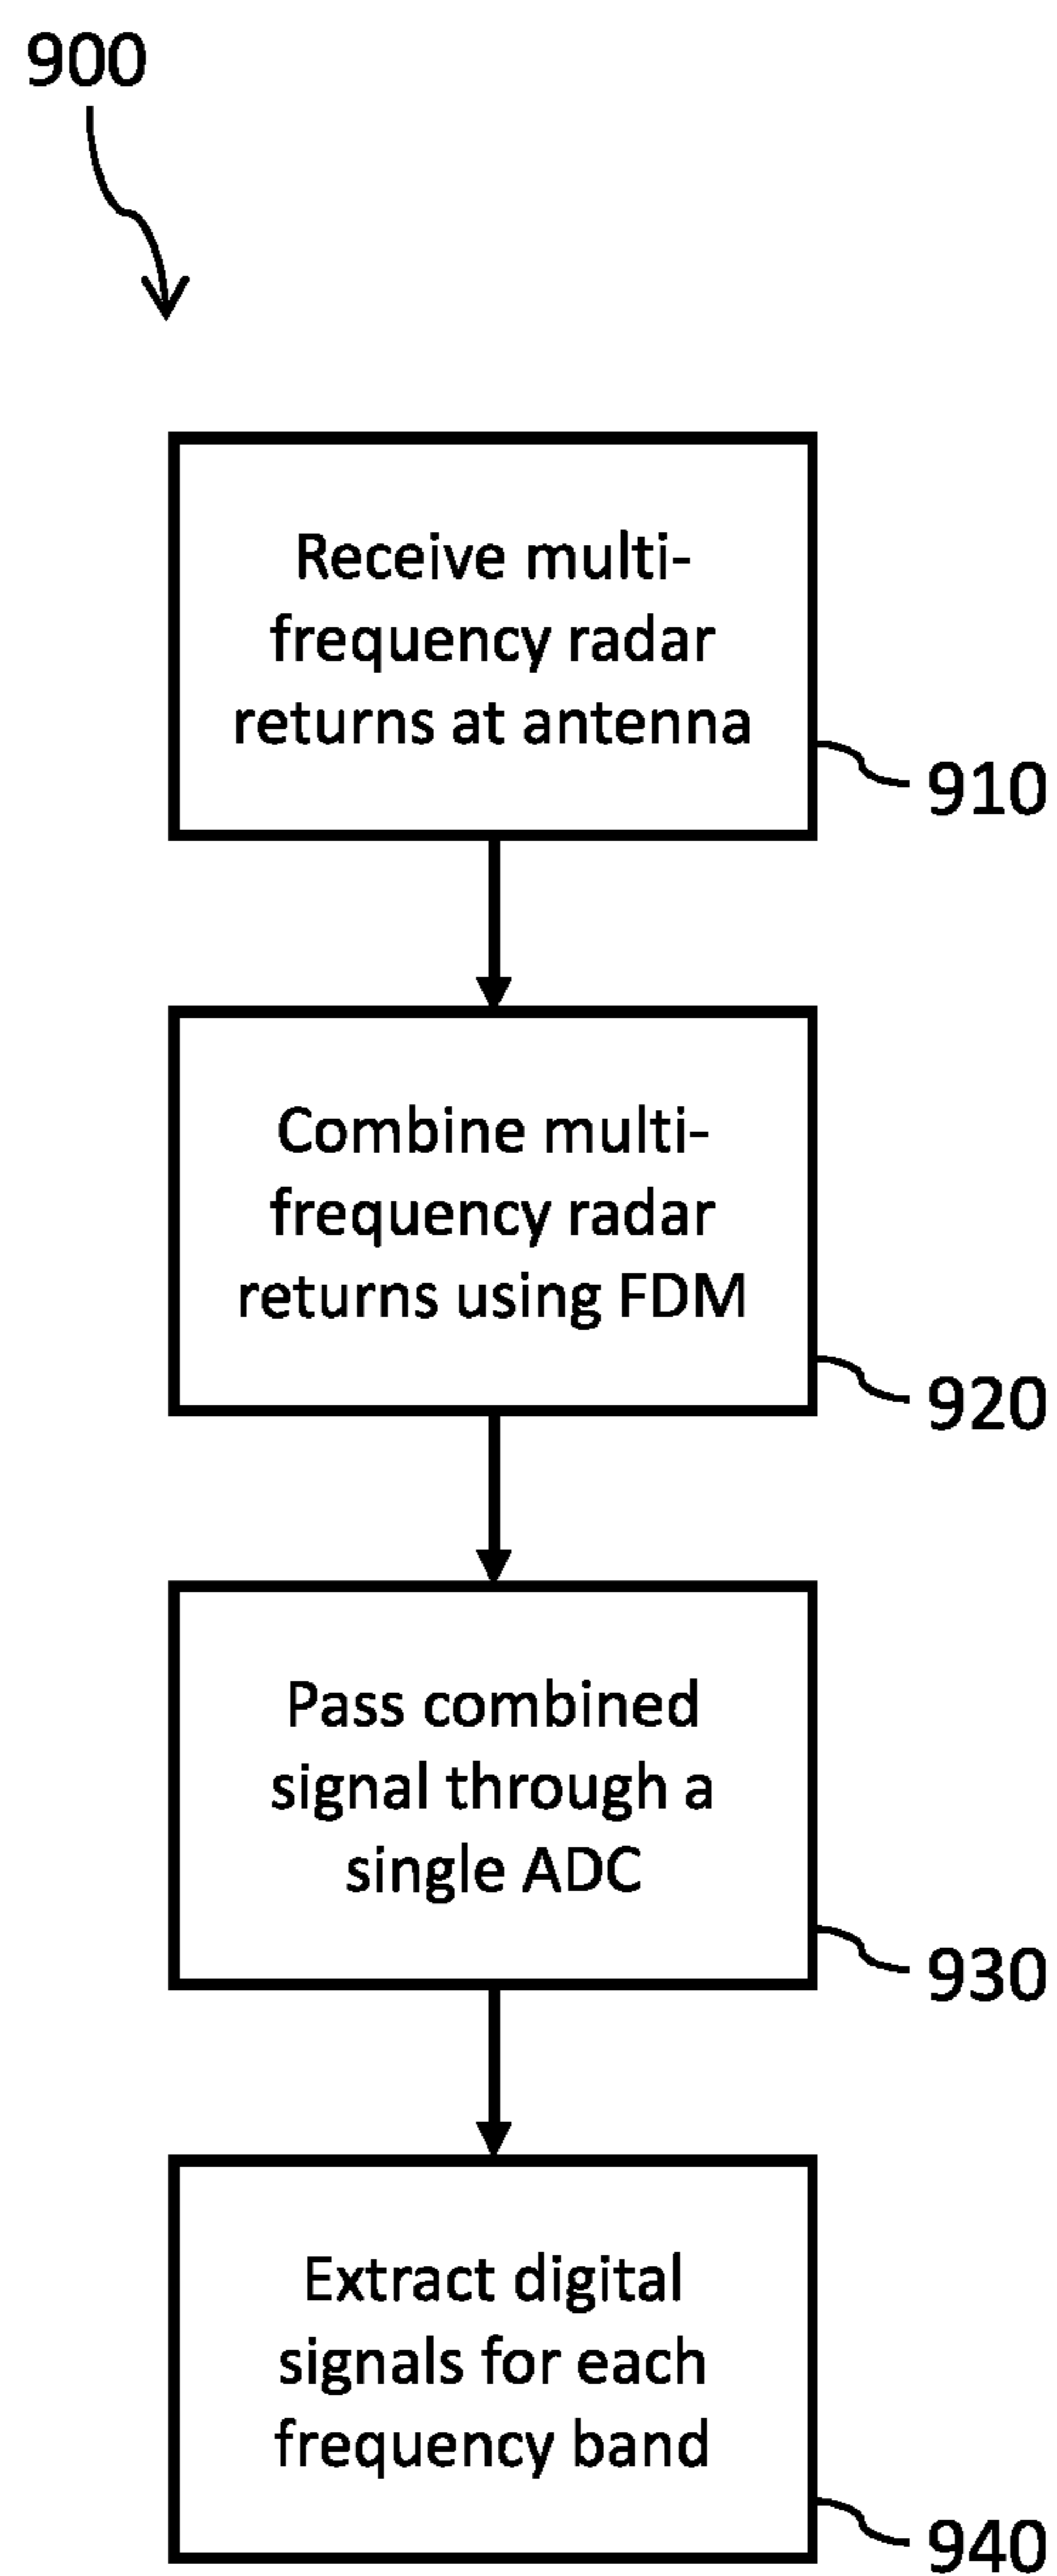 900
Receive multi-
frequency radar
returns at antenna
910
Combine multi-
frequency radar
returns using FDM
920
Pass combined
signal through a
single ADC
930
Extract digital
signals for each
frequency band
940